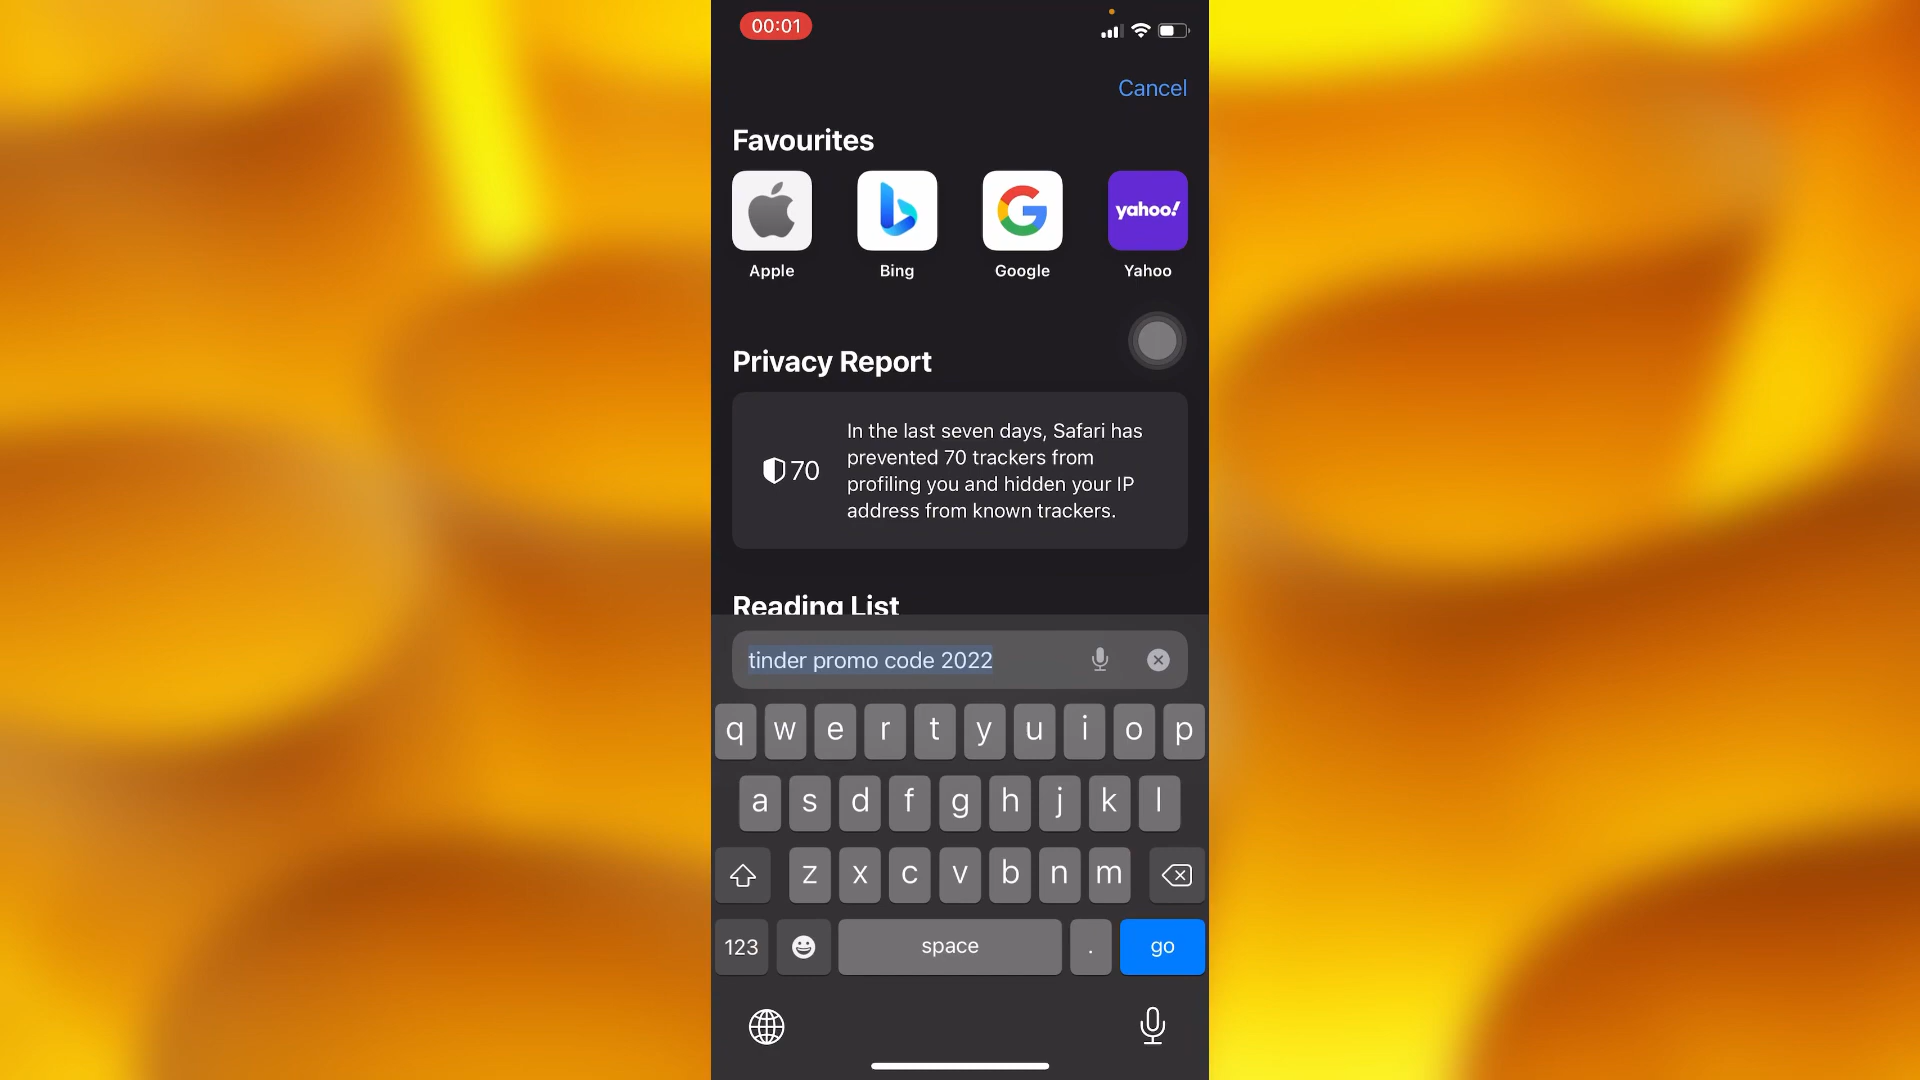 00:01
Cancel
Favourites
yahoo!
Apple Bing Google Yahoo
Privacy Report
70
In the last seven days, Safari has
prevented 70 trackers from
profiling you and hidden your IP
address from known trackers.
Reading List
tinder promo code 2022
q w e r t y u i o p
a s d f g h j k l
z x c v b n m
123 space . go